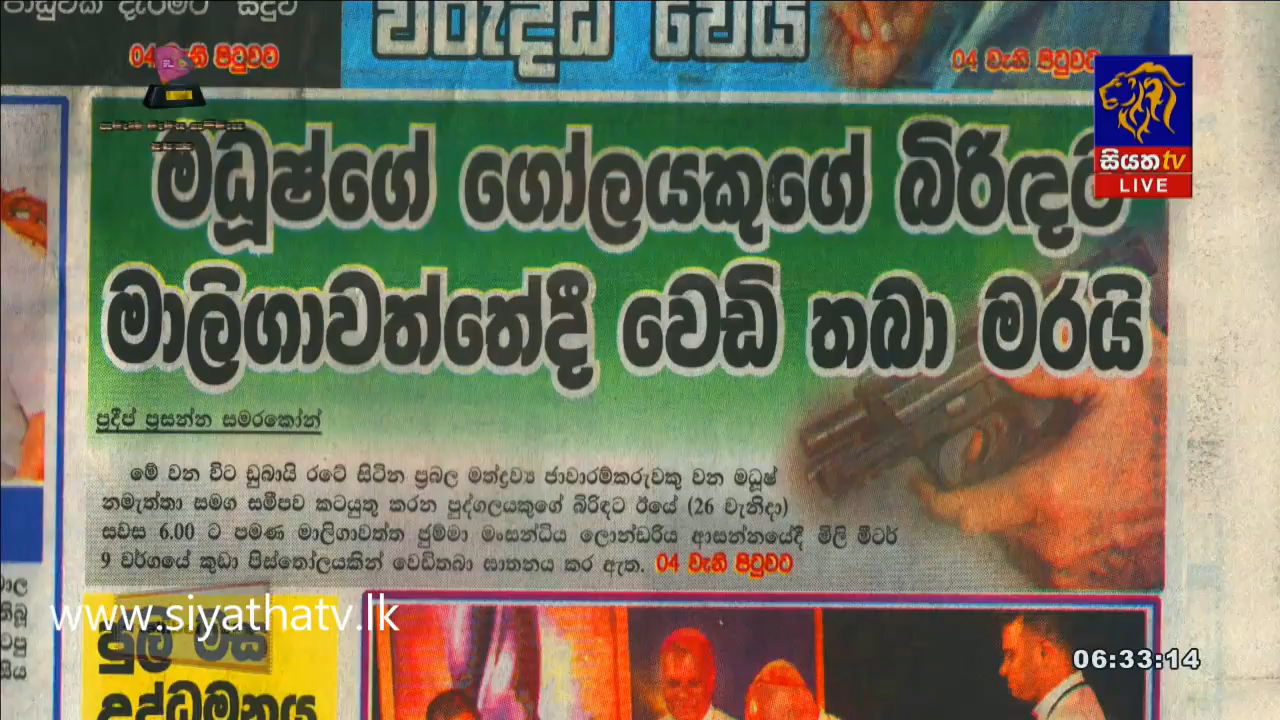 විරුද්ධ වෙයි
04 වැනි පිටුවට
සියත tv
LIVE
මධුෂ්ගේ ගෝලයකුගේ බිරිඳව
මාලිගාවත්තේදී වෙඩි තබා මරයි
ප්‍රදීප් ප්‍රසන්න සමරකෝන්
මේ වන විට ඩුබායි රටේ සිටින ප්‍රබල මත්ද්‍රව්‍ය ජාවාරම්කරුවකු වන මධුෂ්
නමැත්තා සමග සමීපව කටයුතු කරන පුද්ගලයකුගේ බිරිඳට ඊයේ (26 වැනිදා)
සවස 6.00 ට පමණ මාලිගාවත්ත ජුම්මා මංසන්ධිය ලොන්ඩරිය ආසන්නයේදී මිලි මීටර්
9 වර්ගයේ කුඩා පිස්තෝලයකින් වෙඩිතබා ඝාතනය කර ඇත. 04 වැනි පිටුවට
www.siyathatv.lk
උද්ධමනය
06:33:14